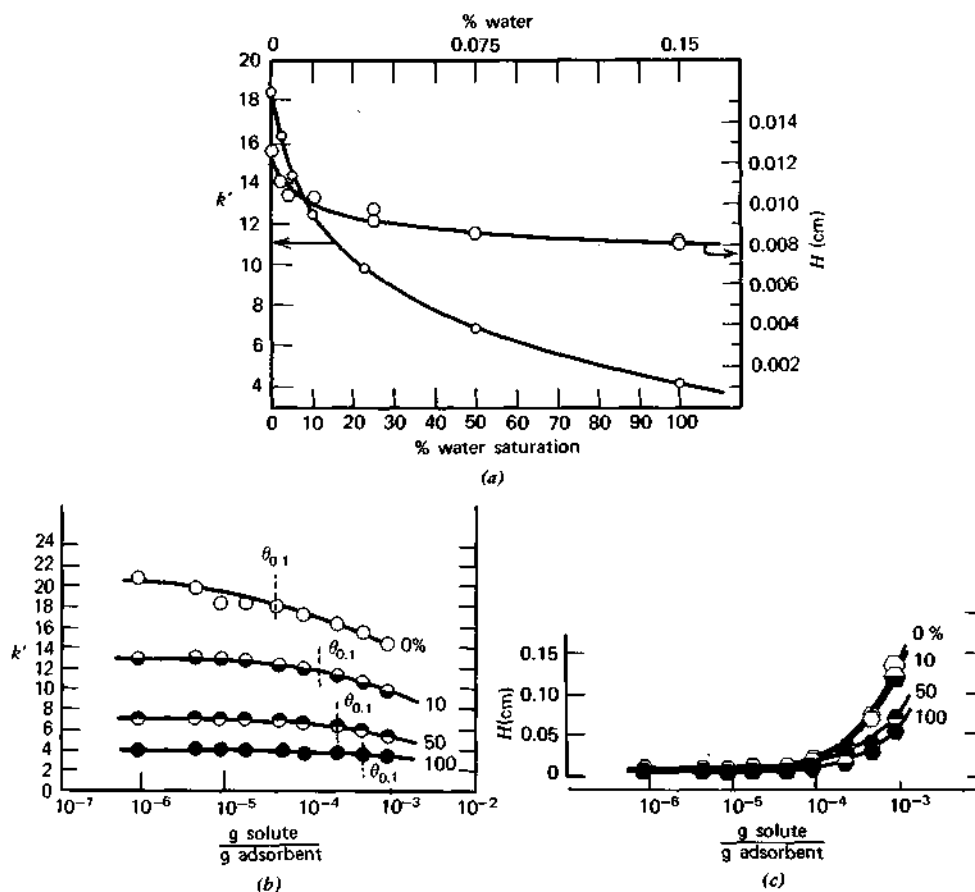 % water
0 0.075 0.15
20
18
16
14
12
10
8
6
4
k'
0.014
0.012
0.010
0.008
0.006
0.004
0.002
H (cm)
0 10 20 30 40 50 60 70 80 90 100
% water saturation
(a)
24
22
20
18
16
14
12
10
8
6
4
2
0
k'
θ0.1
θ0.1
θ0.1
θ0.1
0%
10
50
100
10-7 10-6 10-5 10-4 10-3 10-2
g solute
g adsorbent
(b)
0.15
0.10
0.05
0
H(cm)
0 %
10
50
100
10-6 10-5 10-4 10-3
g solute
g adsorbent
(c)